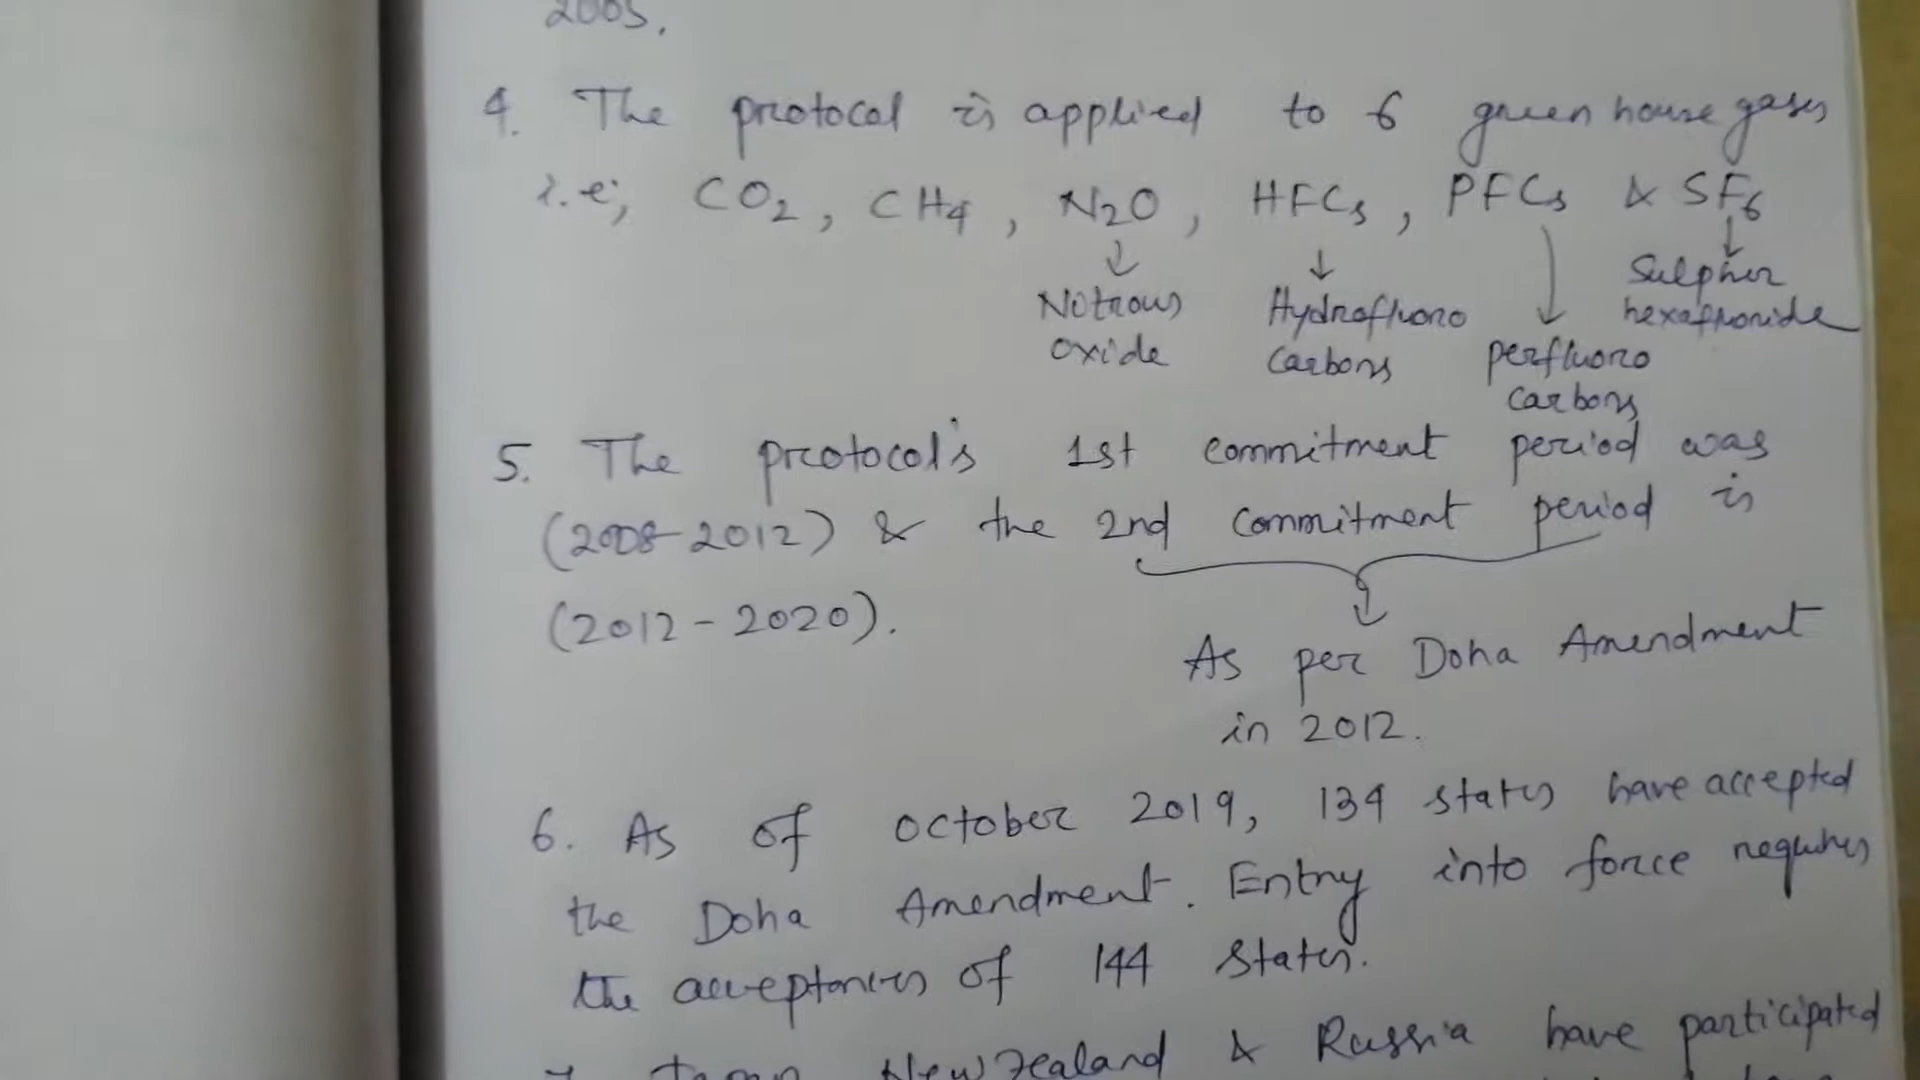 2005.
4. The protocol is applied to 6 green house gases
i.e; CO2, CH4, N2O, HFCs, PFCs & SF6
↓ ↓ ↓ ↓
Nitrous oxide
Hydrofluoro carbons
perfluoro carbons
Sulpher
5. The protocol's 1st commitment period was
(2008-2012) & the 2nd commitment period is
(2012-2020).
As per Doha Amendment
in 2012.
6. As of october 2019, 134 states have accepted
the Doha Amendment. Entry into force requires
the acceptances of 144 states.
New Zealand & Russia have participated